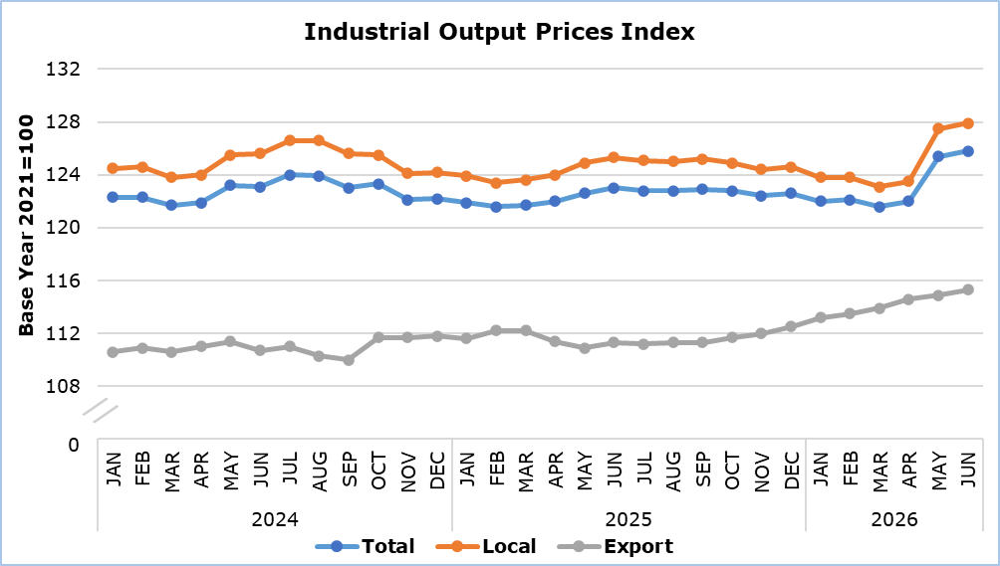 Industrial Output Prices Index
Base Year 2021=100
132
128
124
120
116
112
108
0
JAN FEB MAR APR MAY JUN JUL AUG SEP OCT NOV DEC JAN FEB MAR APR MAY JUN JUL AUG SEP OCT NOV DEC JAN FEB MAR APR MAY JUN
2024 2025 2026
Total Local Export